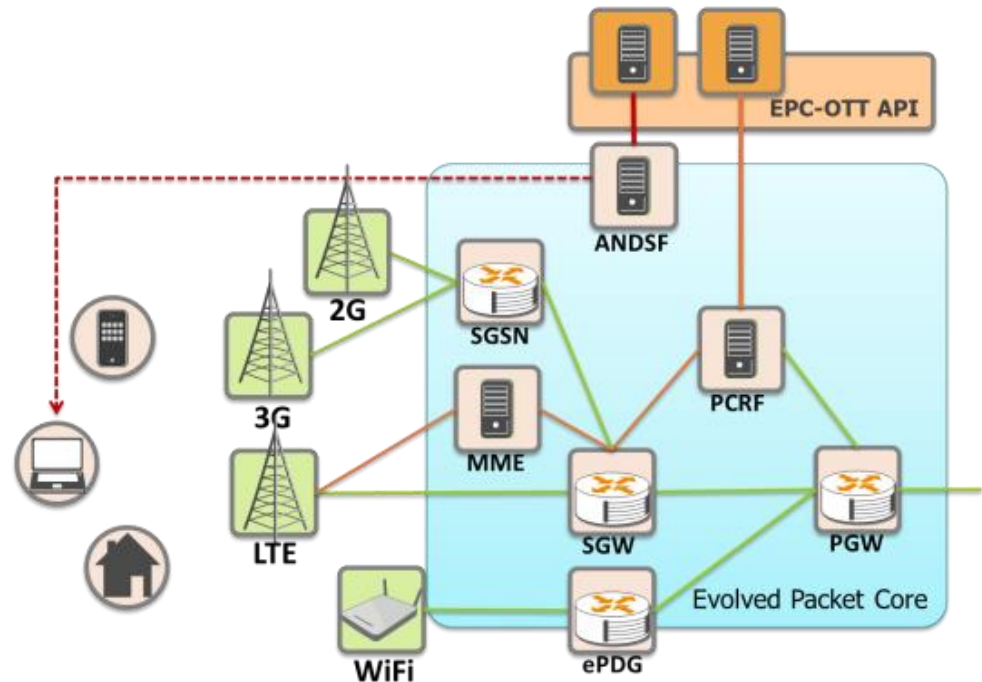 EPC-OTT API
ANDSF
2G
SGSN
3G
PCRF
MME
LTE
SGW
PGW
Evolved Packet Core
WiFi
ePDG